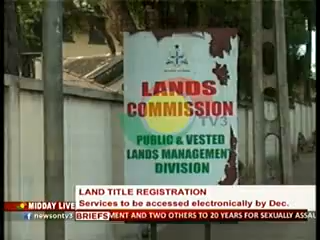 LANDS
COMMISSION
TV3
PUBLIC & VESTED
LANDS MANAGEMENT
DIVISION
LAND TITLE REGISTRATION
Services to be accessed electronically by Dec.
MIDDAY LIVE
newsontv3
BRIEFS MENT AND TWO OTHERS TO 20 YEARS FOR SEXUALLY ASSAU